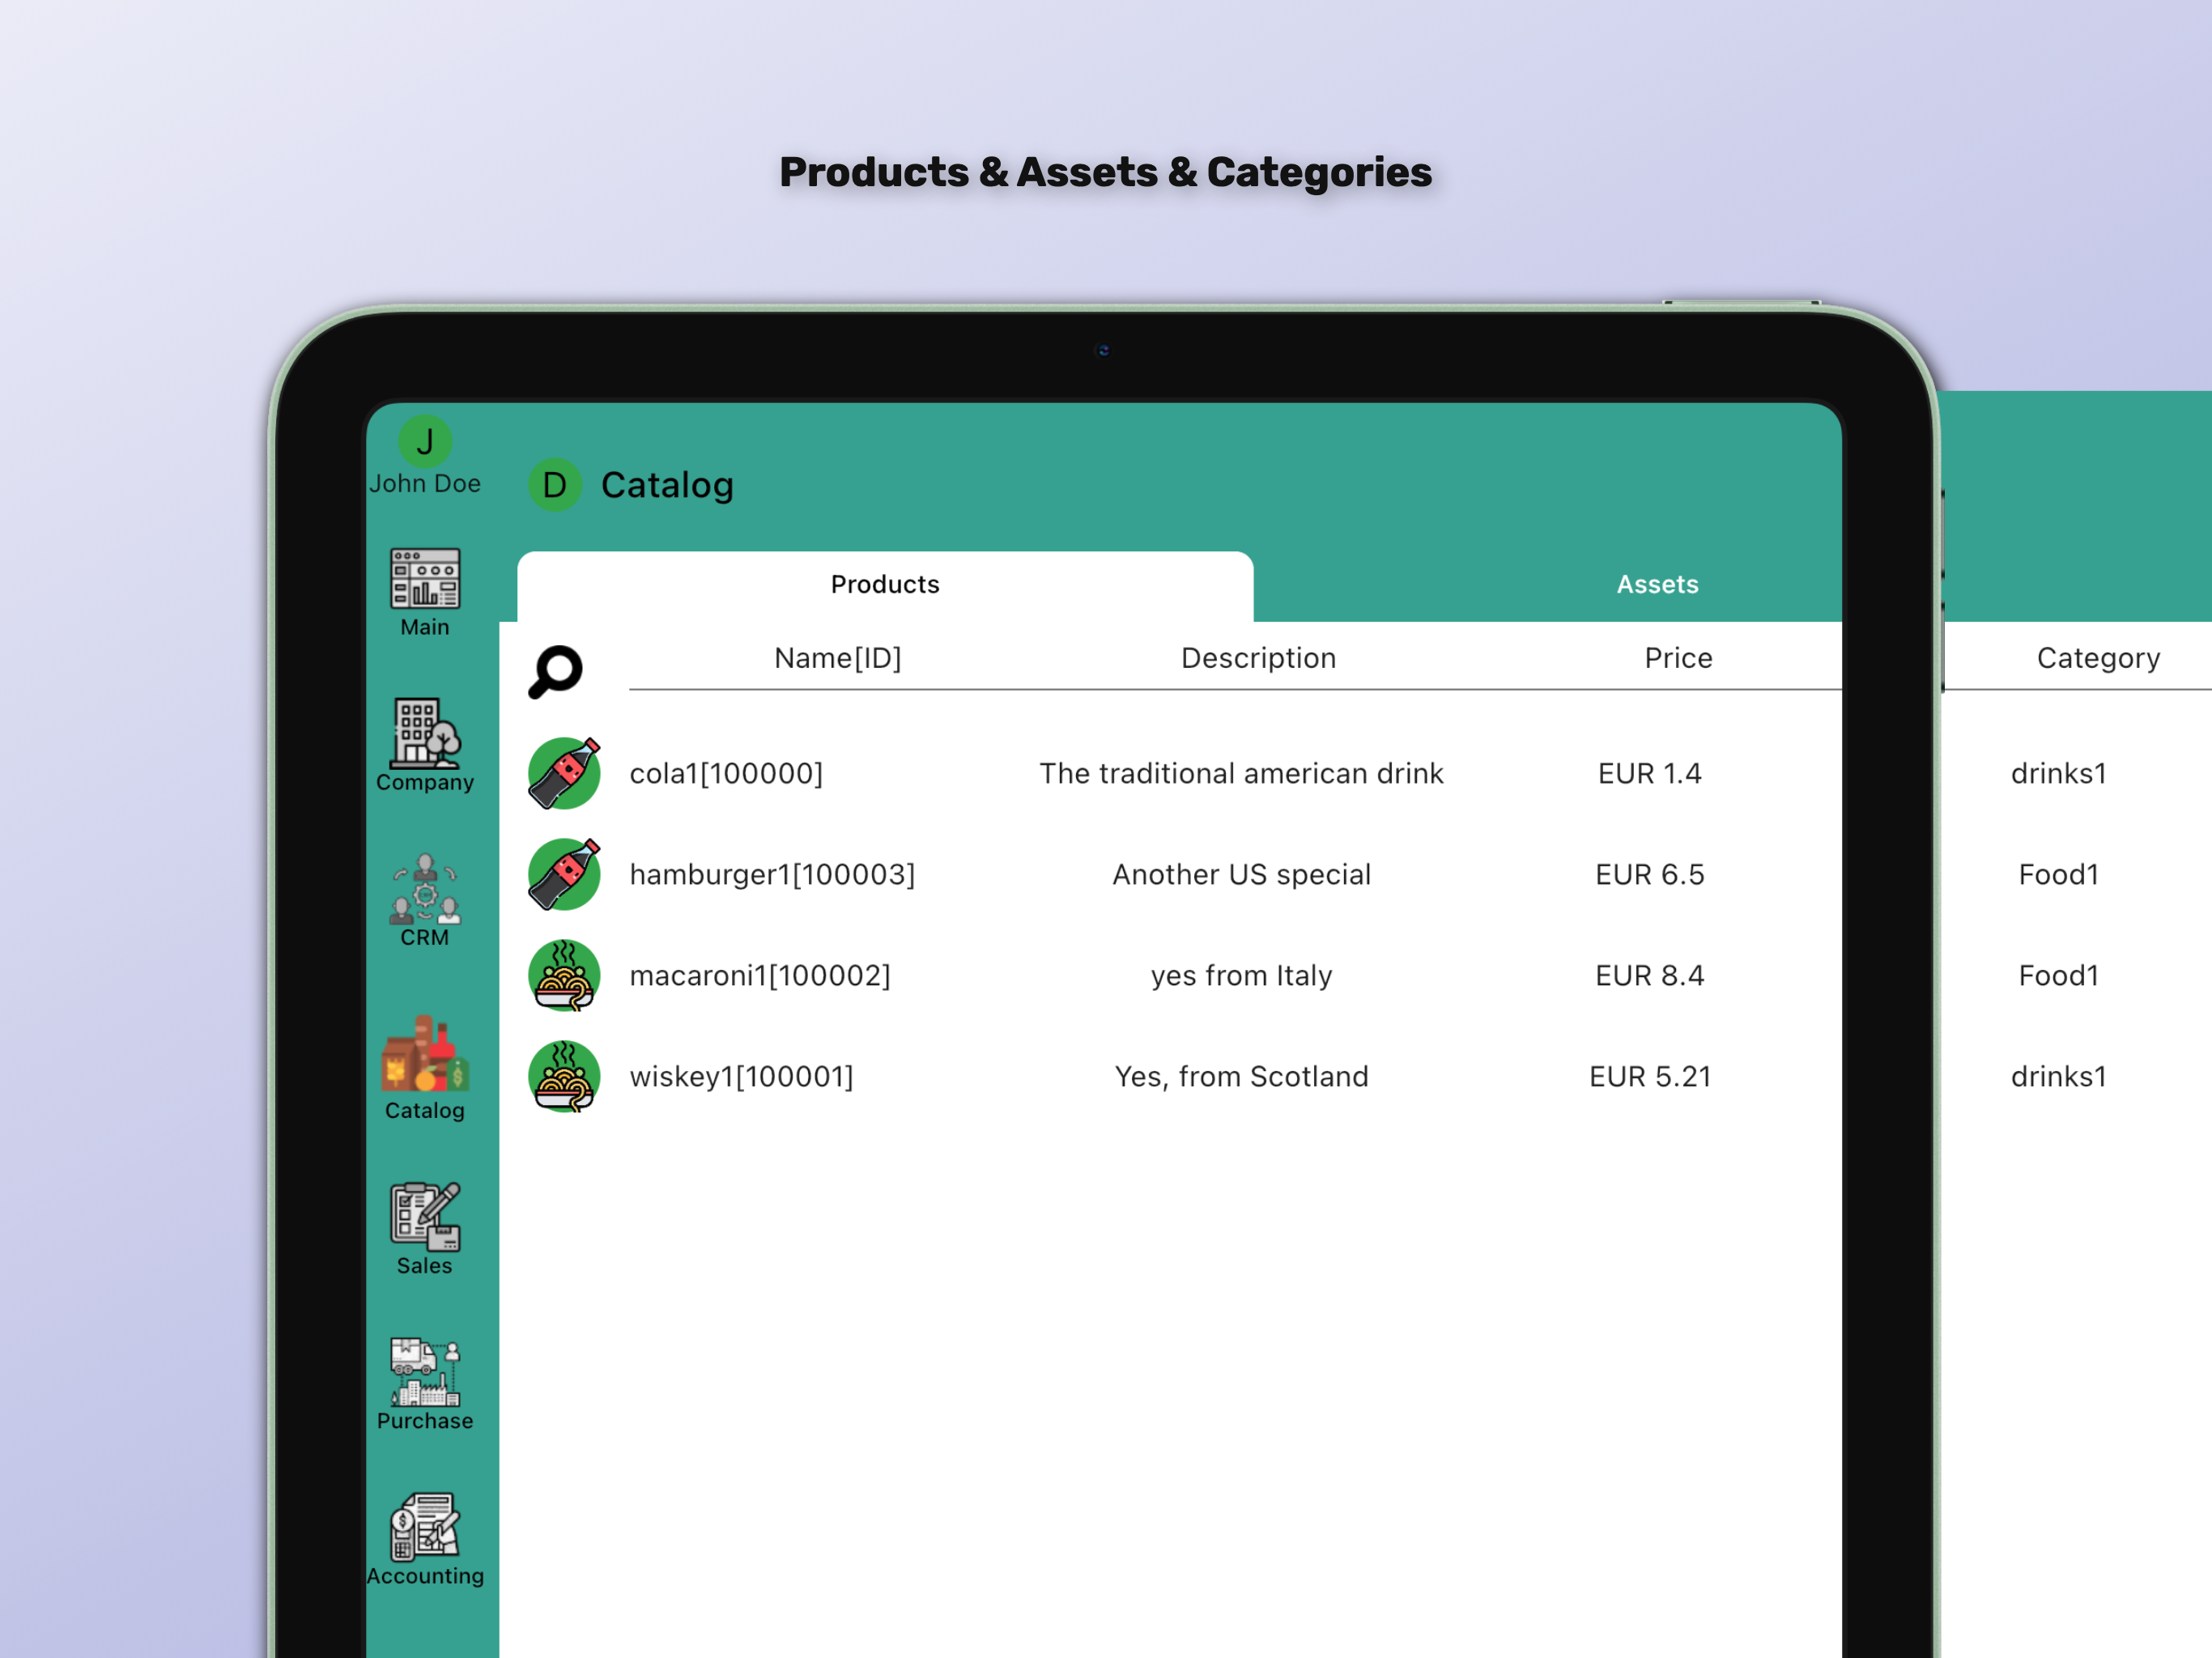 Products & Assets & Categories
J
John Doe
D Catalog
Main
Company
CRM
Catalog
Sales
Purchase
Accounting
Products Assets
Name[ID] Description Price Category
cola1[100000] The traditional american drink EUR 1.4 drinks1
hamburger1[100003] Another US special EUR 6.5 Food1
macaroni1[100002] yes from Italy EUR 8.4 Food1
wiskey1[100001] Yes, from Scotland EUR 5.21 drinks1